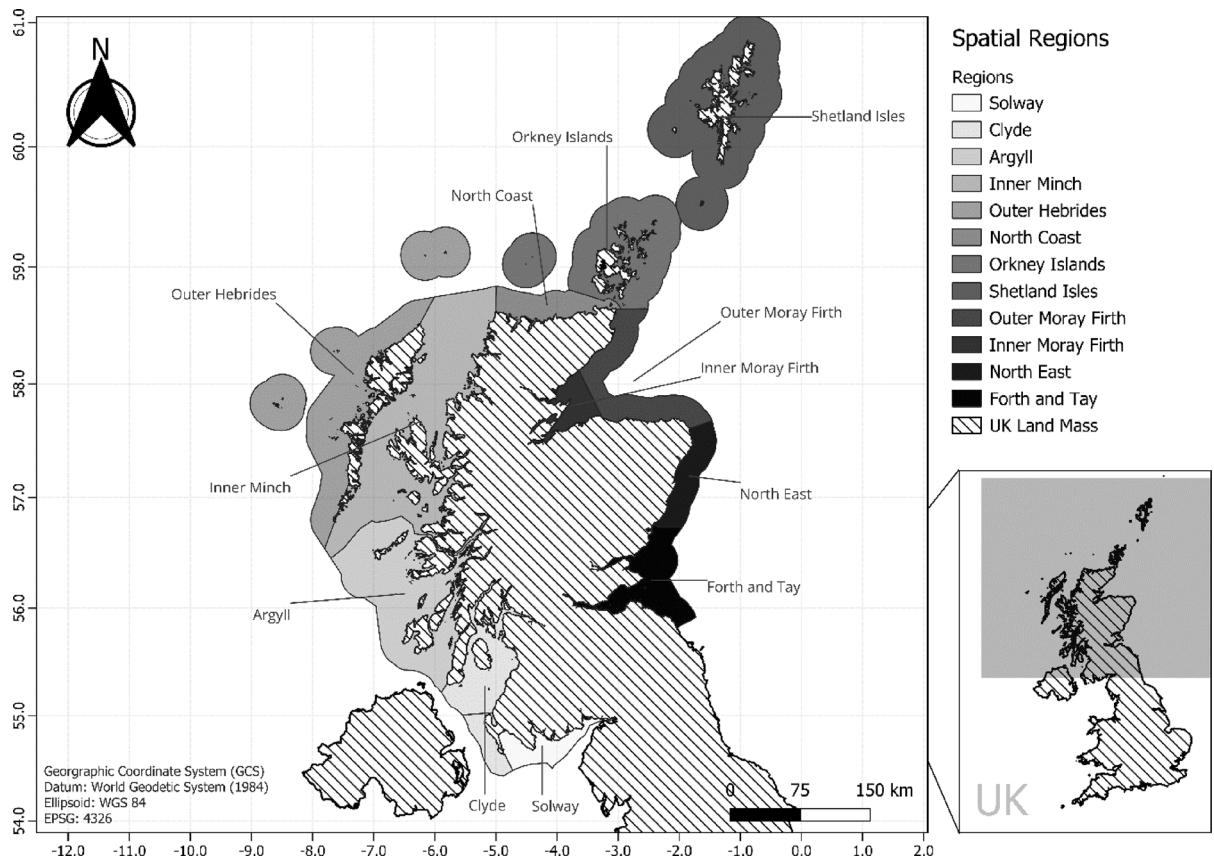 61.0
60.0
59.0
58.0
57.0
56.0
55.0
54.0
N
Shetland Isles
Orkney Islands
North Coast
Outer Hebrides
Outer Moray Firth
Inner Moray Firth
Inner Minch
North East
Argyll
Forth and Tay
Clyde
Solway
Georgraphic Coordinate System (GCS)
Datum: World Geodetic System (1984)
Ellipsoid: WGS 84
EPSG: 4326
0 75 150 km
-12.0 -11.0 -10.0 -9.0 -8.0 -7.0 -6.0 -5.0 -4.0 -3.0 -2.0 -1.0 0.0 1.0 2.0
Spatial Regions
Regions
Solway
Clyde
Argyll
Inner Minch
Outer Hebrides
North Coast
Orkney Islands
Shetland Isles
Outer Moray Firth
Inner Moray Firth
North East
Forth and Tay
UK Land Mass
UK